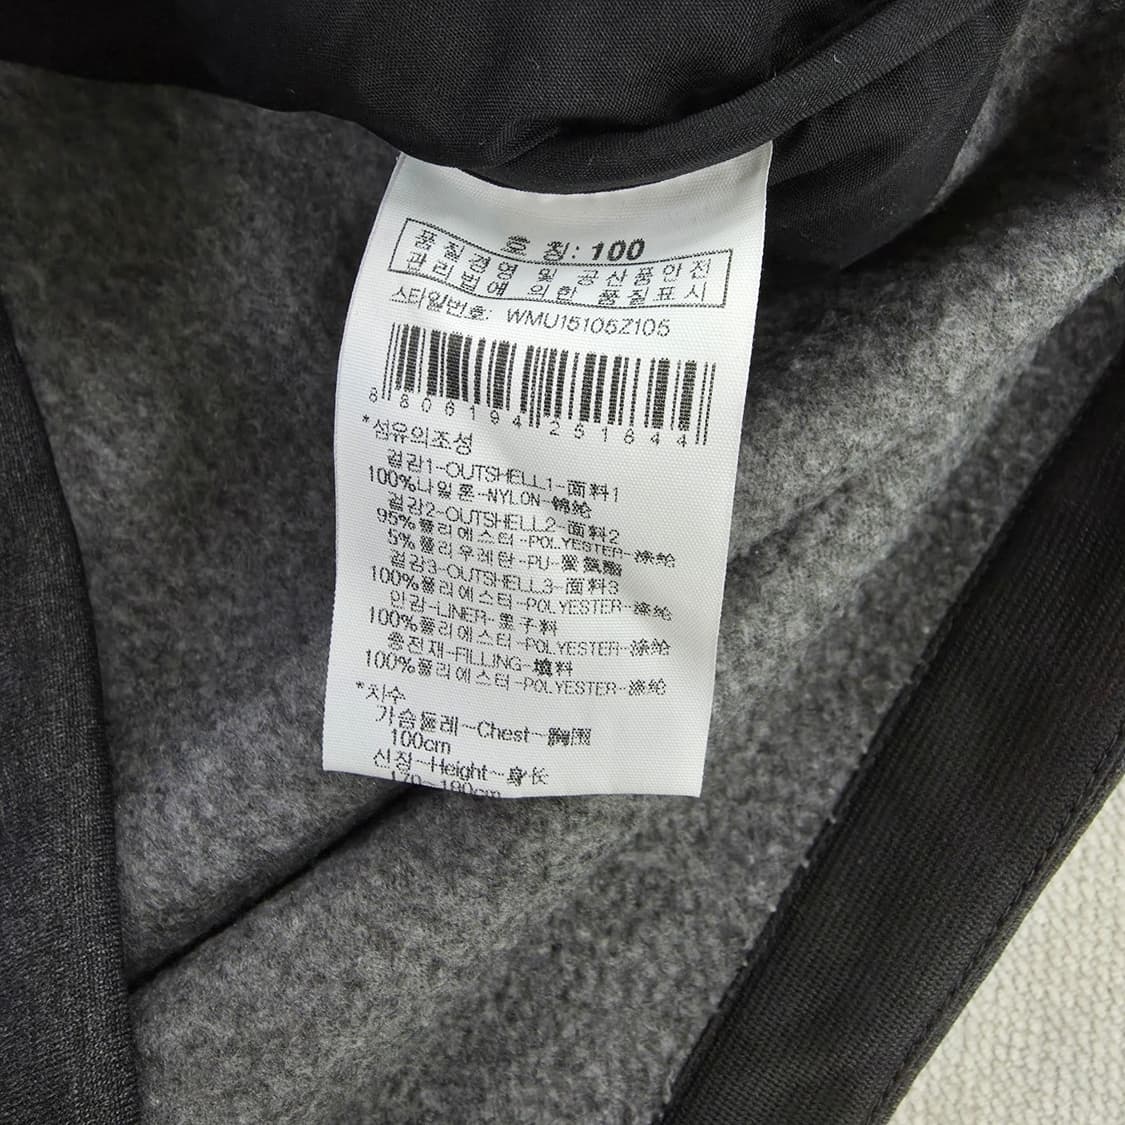 호 칭: 100
품질경영 및 공산품안전
관리법에 의한 품질표시
스타일번호: WMU15105Z105
8 806194 251844
*섬유의조성
겉감1-OUTSHELL1-面料1
100%나일론-NYLON-锦纶
겉감2-OUTSHELL2-面料2
95%폴리에스터-POLYESTER-涤纶
5%폴리우레탄-PU-聚氨酯
겉감3-OUTSHELL3-面料3
100%폴리에스터-POLYESTER-涤纶
안감-LINER-里子料
100%폴리에스터-POLYESTER-涤纶
충전재-FILLING-填料
100%폴리에스터-POLYESTER-涤纶
*치수
가슴둘레-Chest-胸围
100cm
신장-Height-身长
170~180cm